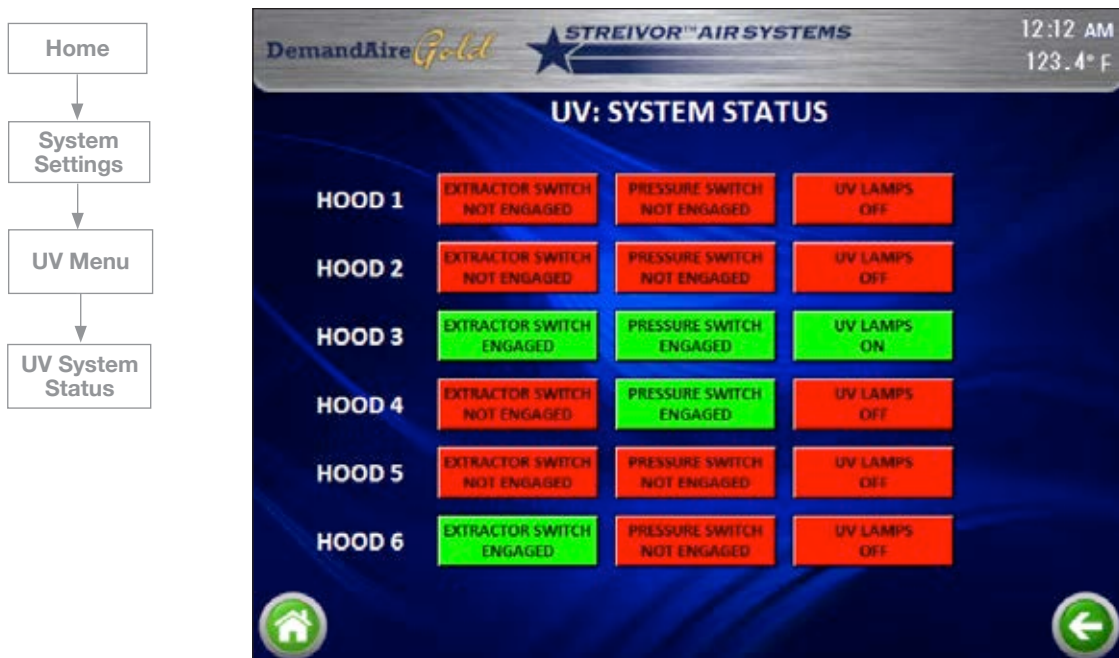 Home
System
Settings
UV Menu
UV System
Status
DemandAire Gold
STREIVOR™ AIR SYSTEMS
12:12 AM
123.4° F
UV: SYSTEM STATUS
HOOD 1
EXTRACTOR SWITCH
NOT ENGAGED
PRESSURE SWITCH
NOT ENGAGED
UV LAMPS
OFF
HOOD 2
EXTRACTOR SWITCH
NOT ENGAGED
PRESSURE SWITCH
NOT ENGAGED
UV LAMPS
OFF
HOOD 3
EXTRACTOR SWITCH
ENGAGED
PRESSURE SWITCH
ENGAGED
UV LAMPS
ON
HOOD 4
EXTRACTOR SWITCH
NOT ENGAGED
PRESSURE SWITCH
ENGAGED
UV LAMPS
OFF
HOOD 5
EXTRACTOR SWITCH
NOT ENGAGED
PRESSURE SWITCH
NOT ENGAGED
UV LAMPS
OFF
HOOD 6
EXTRACTOR SWITCH
ENGAGED
PRESSURE SWITCH
NOT ENGAGED
UV LAMPS
OFF